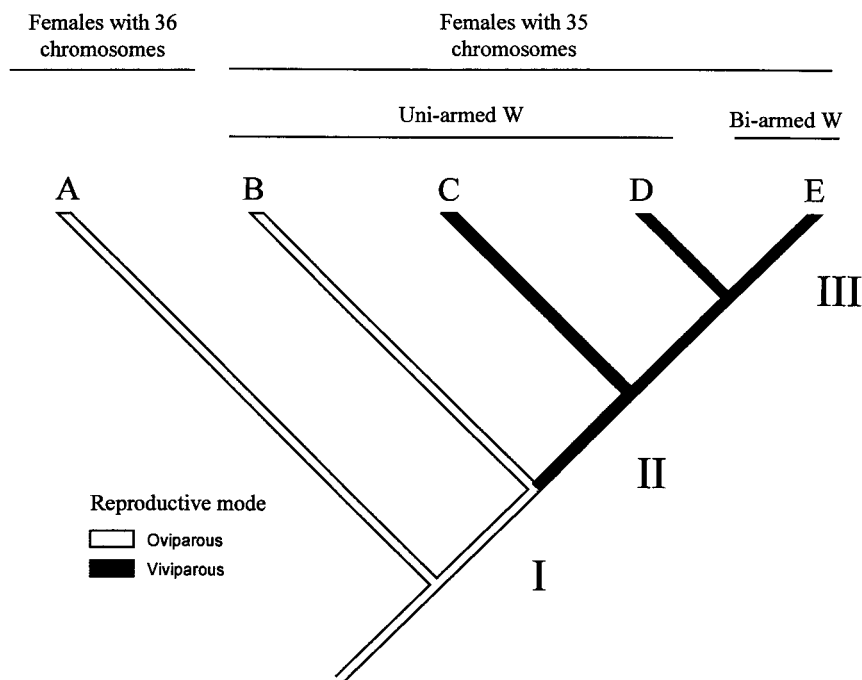 Females with 36
chromosomes
Females with 35
chromosomes
Uni-armed W
Bi-armed W
A
B
C
D
E
III
II
I
Reproductive mode
Oviparous
Viviparous